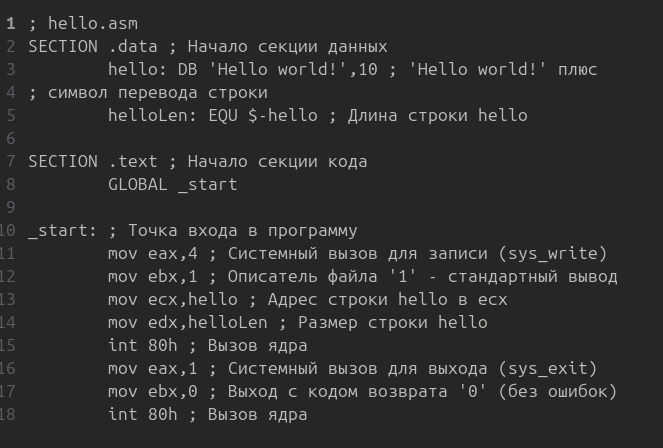 1 ; hello.asm
2 SECTION .data ; Начало секции данных
3         hello: DB 'Hello world!',10 ; 'Hello world!' плюс
4 ; символ перевода строки
5         helloLen: EQU $-hello ; Длина строки hello
6
7 SECTION .text ; Начало секции кода
8         GLOBAL _start
9
10 _start: ; Точка входа в программу
11         mov eax,4 ; Системный вызов для записи (sys_write)
12         mov ebx,1 ; Описатель файла '1' - стандартный вывод
13         mov ecx,hello ; Адрес строки hello в ecx
14         mov edx,helloLen ; Размер строки hello
15         int 80h ; Вызов ядра
16         mov eax,1 ; Системный вызов для выхода (sys_exit)
17         mov ebx,0 ; Выход с кодом возврата '0' (без ошибок)
18         int 80h ; Вызов ядра